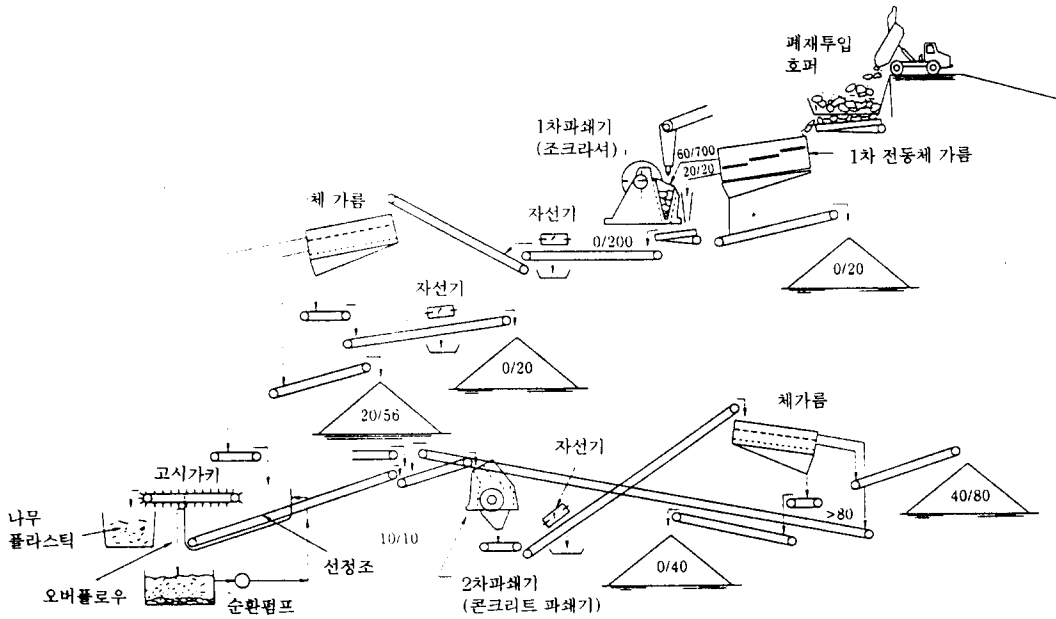 폐재투입
호퍼
1차파쇄기
(조크라셔)
60/700
20/20
1차 전동체 가름
체 가름
자선기
0/200
0/20
자선기
0/20
20/56
체가름
자선기
고시가키
40/80
>80
나무
플라스틱
10/10
선정조
0/40
2차파쇄기
(콘크리트 파쇄기)
오버플로우
순환펌프